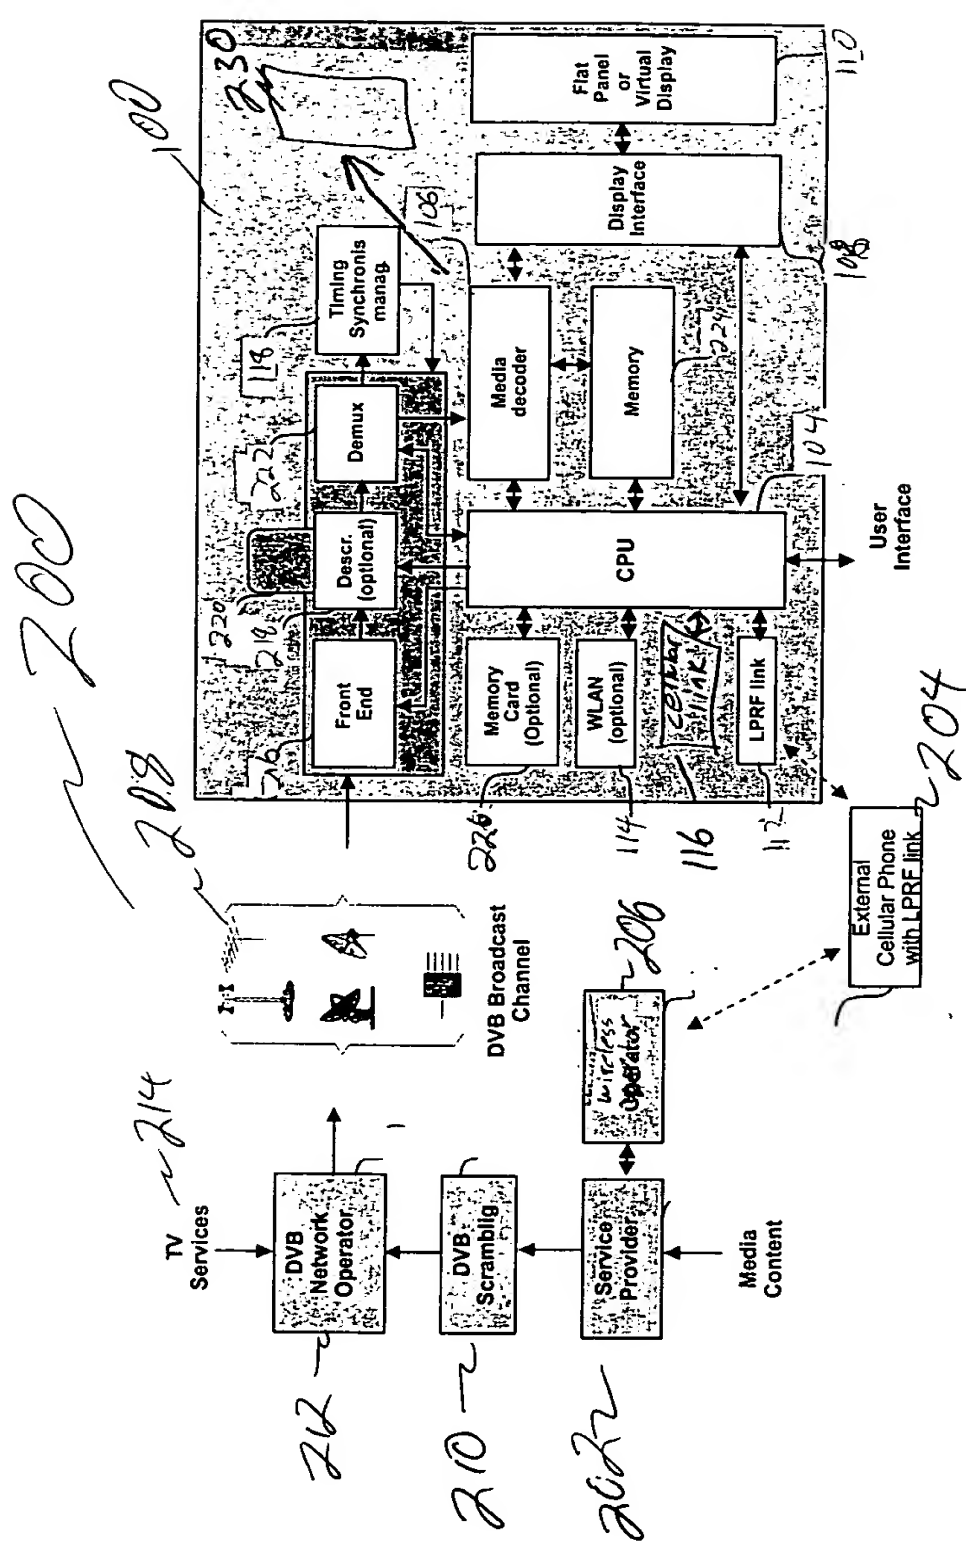 200
TV
Services
214
DVB
Network
Operator
212
DVB
Scramblig
210
Service
Provider
202
Media
Content
wireless
Operator
206
External
Cellular Phone
with LPRF link
204
DVB Broadcast
Channel
208
100
230
Front
End
216
Descr.
(optional)
218
220
Demux
222
Timing
Synchronis
manag.
118
Memory
Card
(Optional)
226
WLAN
(optional)
114
cellular
link
116
LPRF link
112
CPU
104
User
Interface
Media
decoder
106
Memory
224
Display
Interface
108
Flat
Panel
or
Virtual
Display
110